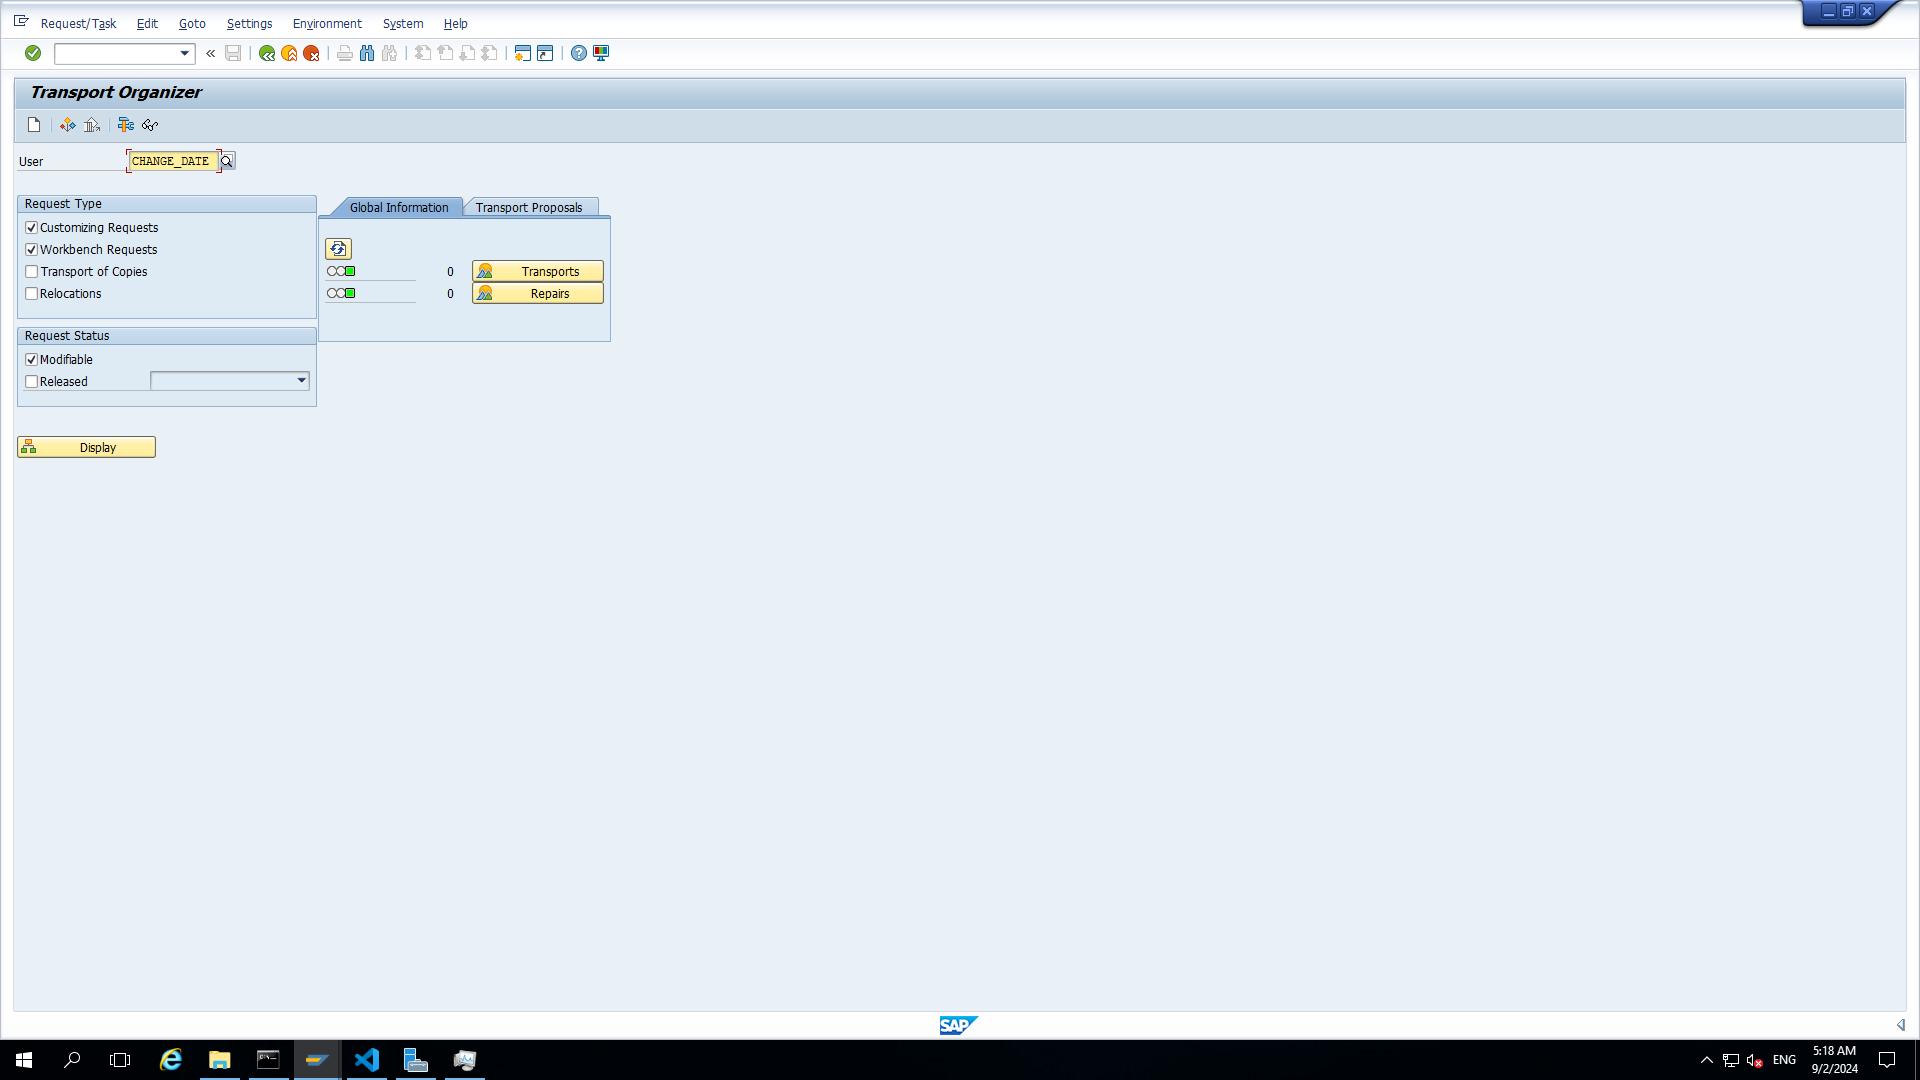 Request/Task Edit Goto Settings Environment System Help
Transport Organizer
User CHANGE_DATE
Request Type
Customizing Requests
Workbench Requests
Transport of Copies
Relocations
Global Information Transport Proposals
0 Transports
0 Repairs
Request Status
Modifiable
Released
Display
SAP
ENG
5:18 AM
9/2/2024